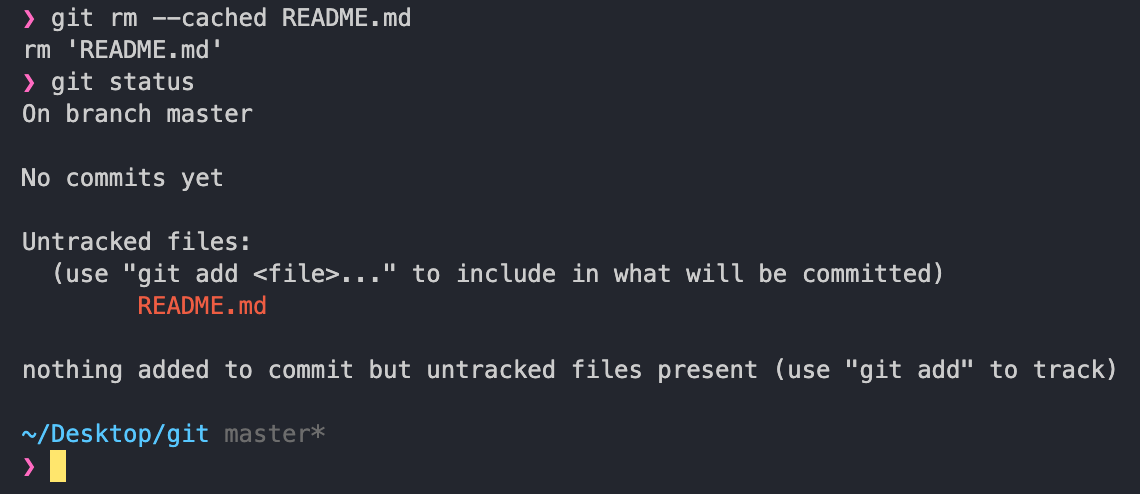 ❯ git rm --cached README.md
rm 'README.md'
❯ git status
On branch master
No commits yet
Untracked files:
(use "git add <file>..." to include in what will be committed)
README.md
nothing added to commit but untracked files present (use "git add" to track)
~/Desktop/git master*
❯